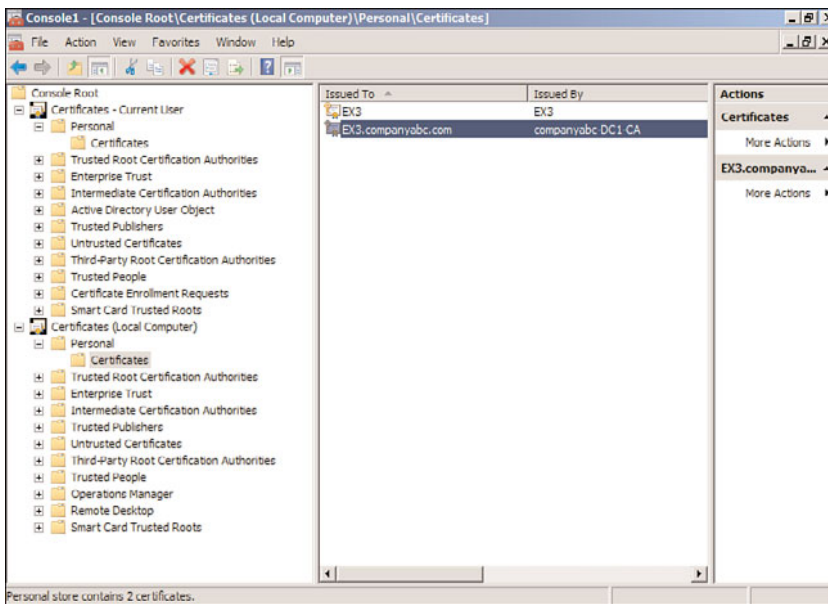 Console1 - [Console Root\Certificates (Local Computer)\Personal\Certificates]
File Action View Favorites Window Help
Console Root
Certificates - Current User
Personal
Certificates
Trusted Root Certification Authorities
Enterprise Trust
Intermediate Certification Authorities
Active Directory User Object
Trusted Publishers
Untrusted Certificates
Third-Party Root Certification Authorities
Trusted People
Certificate Enrollment Requests
Smart Card Trusted Roots
Certificates (Local Computer)
Personal
Certificates
Trusted Root Certification Authorities
Enterprise Trust
Intermediate Certification Authorities
Trusted Publishers
Untrusted Certificates
Third-Party Root Certification Authorities
Trusted People
Operations Manager
Remote Desktop
Smart Card Trusted Roots
Issued To Issued By
EX3 EX3
EX3.companyabc.com companyabc-DC1-CA
Actions
Certificates
More Actions
EX3.companya...
More Actions
Personal store contains 2 certificates.